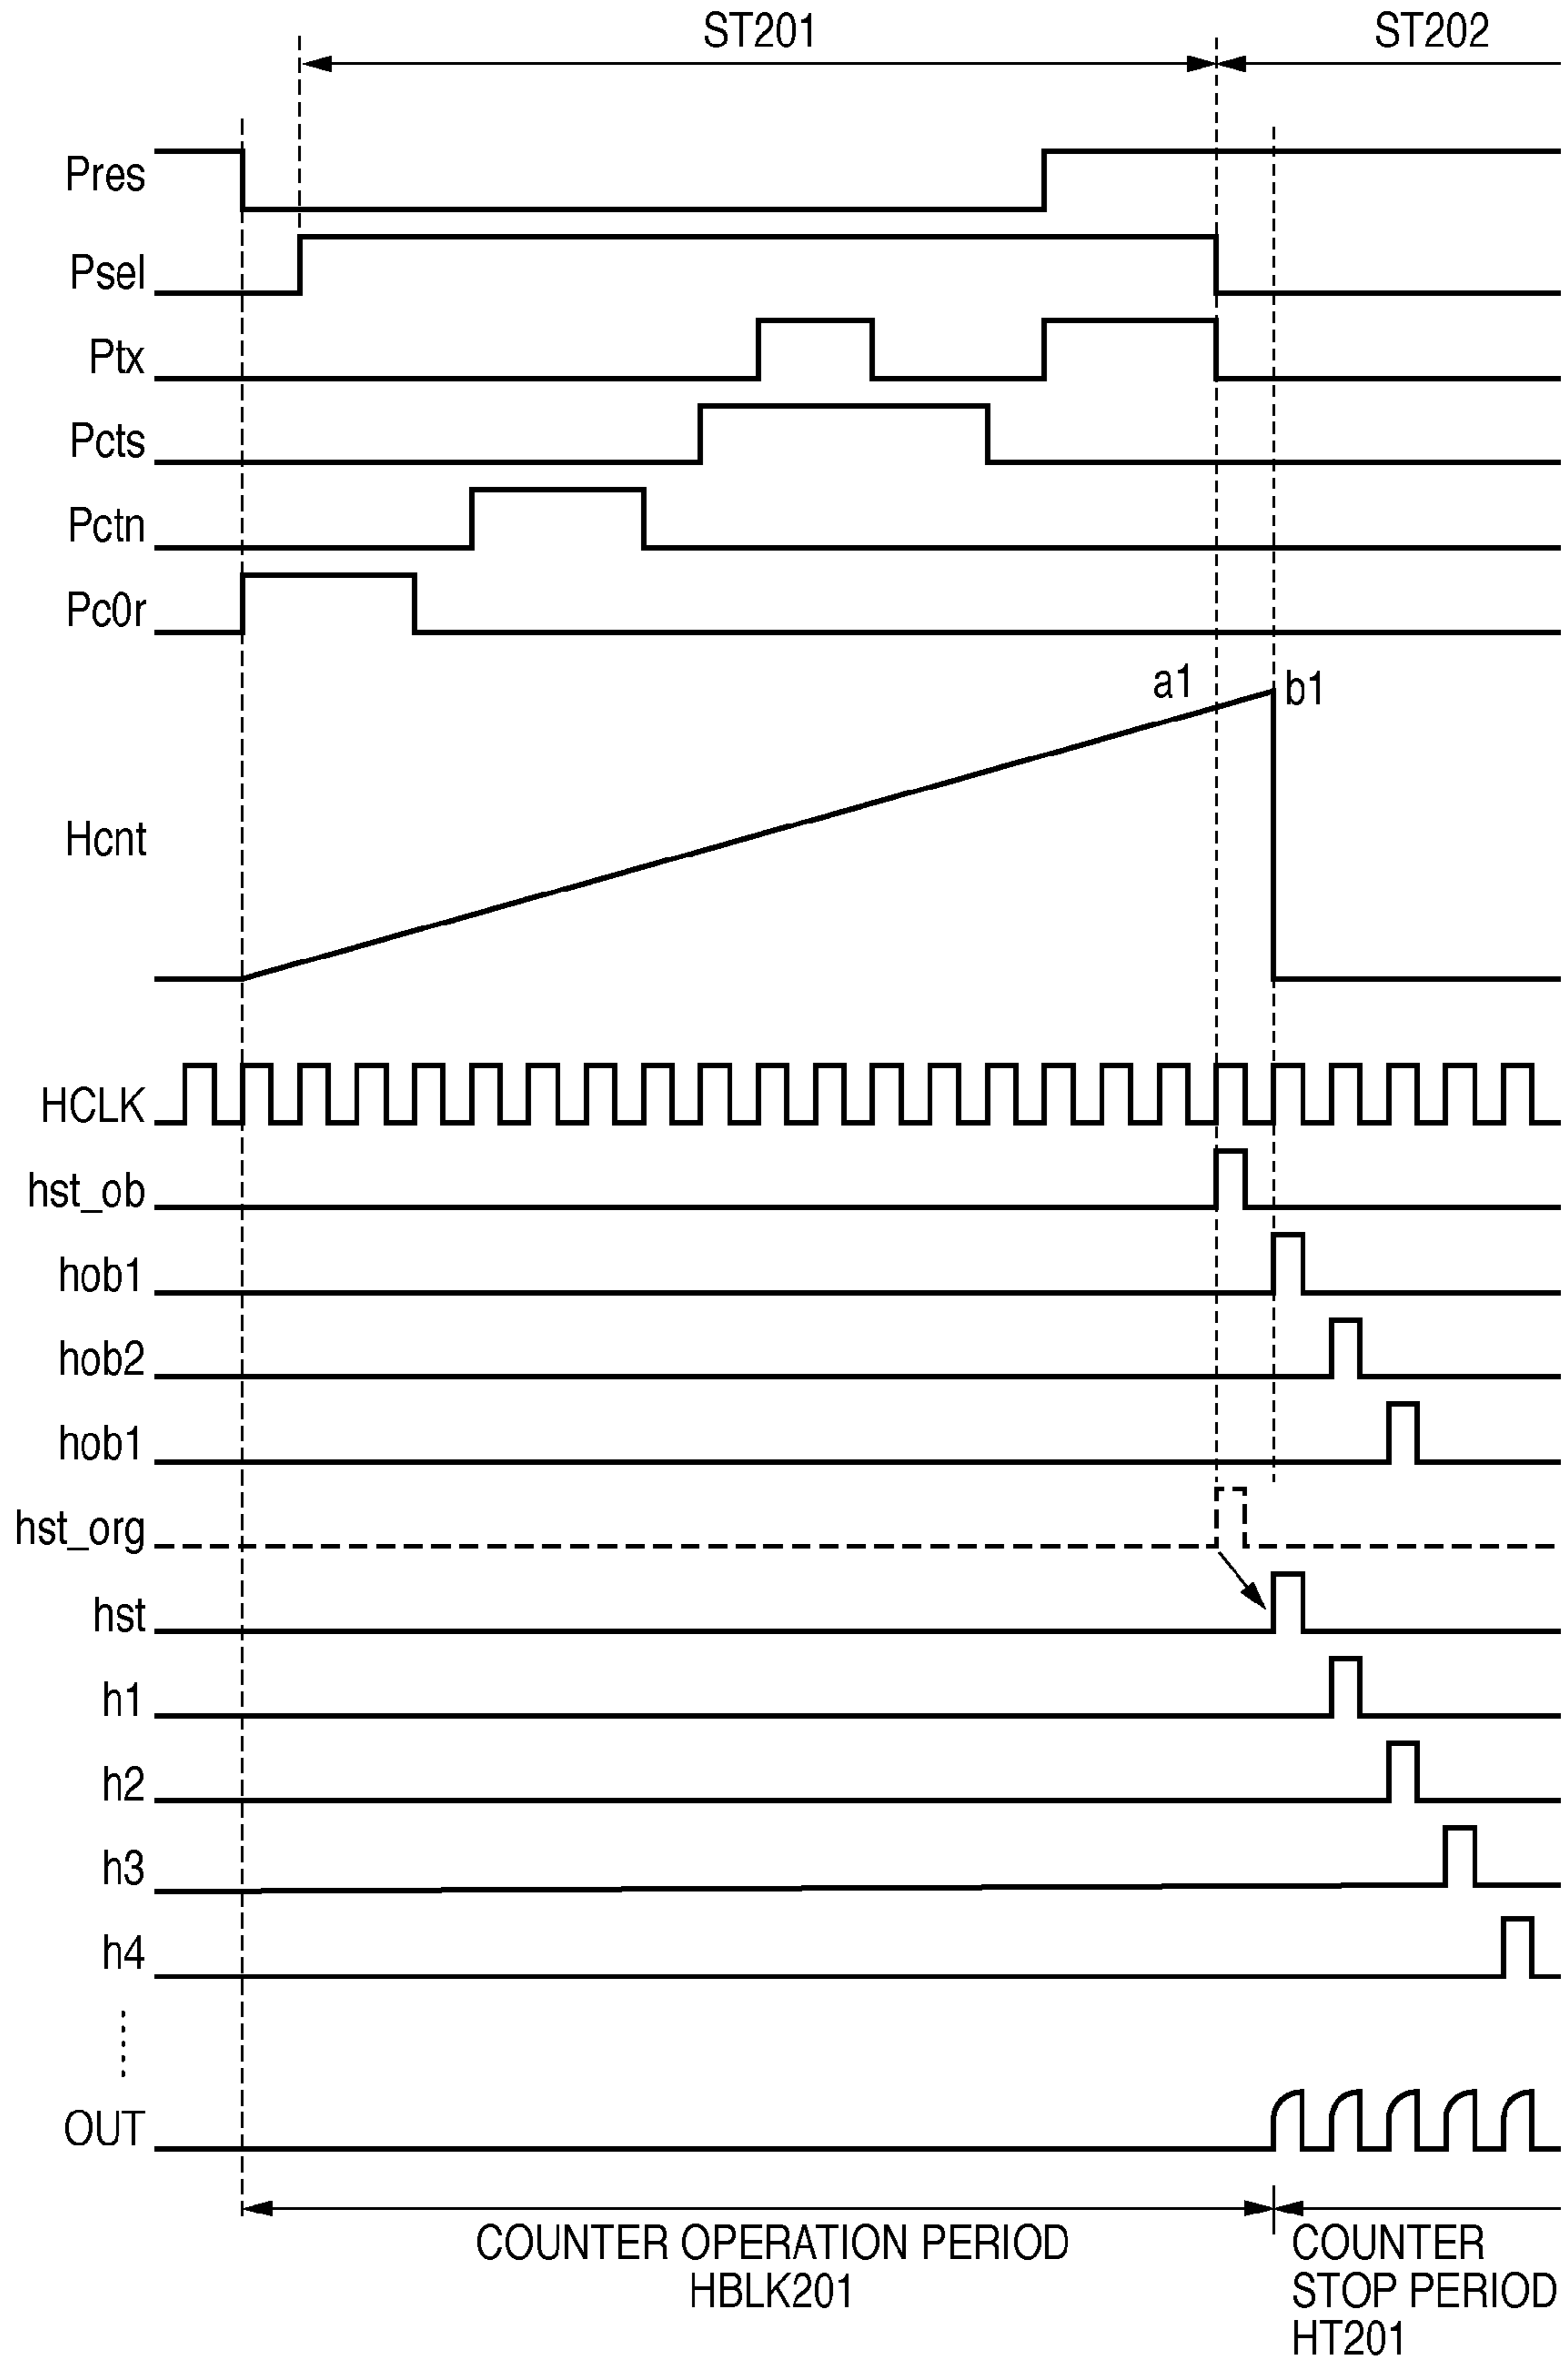 ST201 ST202
Pres
Psel
Ptx
Pcts
Pctn
Pc0r
a1 b1
Hcnt
HCLK
hst_ob
hob1
hob2
hob1
hst_org
hst
h1
h2
h3
h4
OUT
COUNTER OPERATION PERIOD
HBLK201
COUNTER
STOP PERIOD
HT201